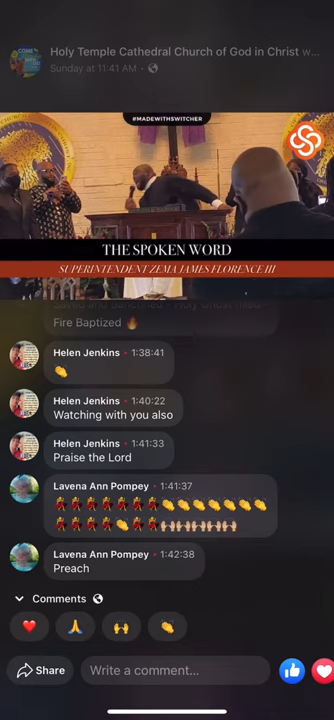 Holy Temple Cathedral Church of God in Christ w...
Sunday at 11:41 AM ·
#MADEWITHSWITCHER
THE SPOKEN WORD
SUPERINTENDENT ZEMA JAMES FLORENCE III
Fire Baptized 🔥
Helen Jenkins • 1:38:41
👏
Helen Jenkins • 1:40:22
Watching with you also
Helen Jenkins • 1:41:33
Praise the Lord
Lavena Ann Pompey • 1:41:37
💃🏾💃🏾💃🏾💃🏾💃🏾💃🏾💃🏾👏👏👏👏👏👏👏
💃🏾💃🏾💃🏾💃🏾👏💃🏾💃🏾🙌🏼🙌🏼🙌🏼🙌🏼🙌🏼🙌🏼
Lavena Ann Pompey • 1:42:38
Preach
Comments
❤️ 🙏 🙌 👏
Share
Write a comment...